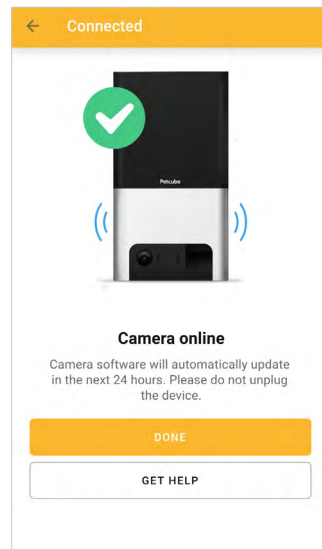 Connected
Petcube
Camera online
Camera software will automatically update
in the next 24 hours. Please do not unplug
the device.
DONE
GET HELP